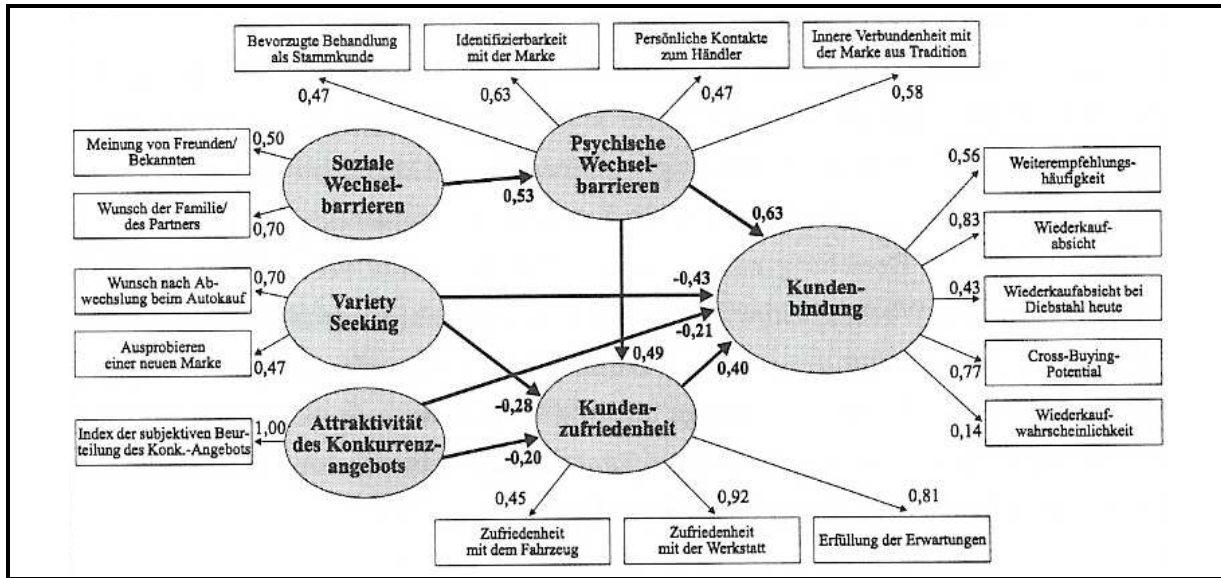 Bevorzugte Behandlung
als Stammkunde
Identifizierbarkeit
mit der Marke
Persönliche Kontakte
zum Händler
Innere Verbundenheit mit
der Marke aus Tradition
0,47
0,63
0,47
0,58
Meinung von Freunden/
Bekannten
0,50
Wunsch der Familie/
des Partners
0,70
Soziale
Wechsel-
barrieren
0,53
Psychische
Wechsel-
barrieren
0,63
0,56
Weiterempfehlungs-
häufigkeit
0,83
Wiederkauf-
absicht
0,43
Wiederkaufabsicht bei
Diebstahl heute
0,77
Cross-Buying-
Potential
0,14
Wiederkauf-
wahrscheinlichkeit
Wunsch nach Ab-
wechslung beim Autokauf
0,70
Ausprobieren
einer neuen Marke
0,47
Variety
Seeking
-0,43
-0,21
Kunden-
bindung
0,49
0,40
-0,28
Index der subjektiven Beur-
teilung des Konk.-Angebots
1,00
Attraktivität
des Konkurrenz-
angebots
-0,20
Kunden-
zufriedenheit
0,45
0,92
0,81
Zufriedenheit
mit dem Fahrzeug
Zufriedenheit
mit der Werkstatt
Erfüllung der Erwartungen